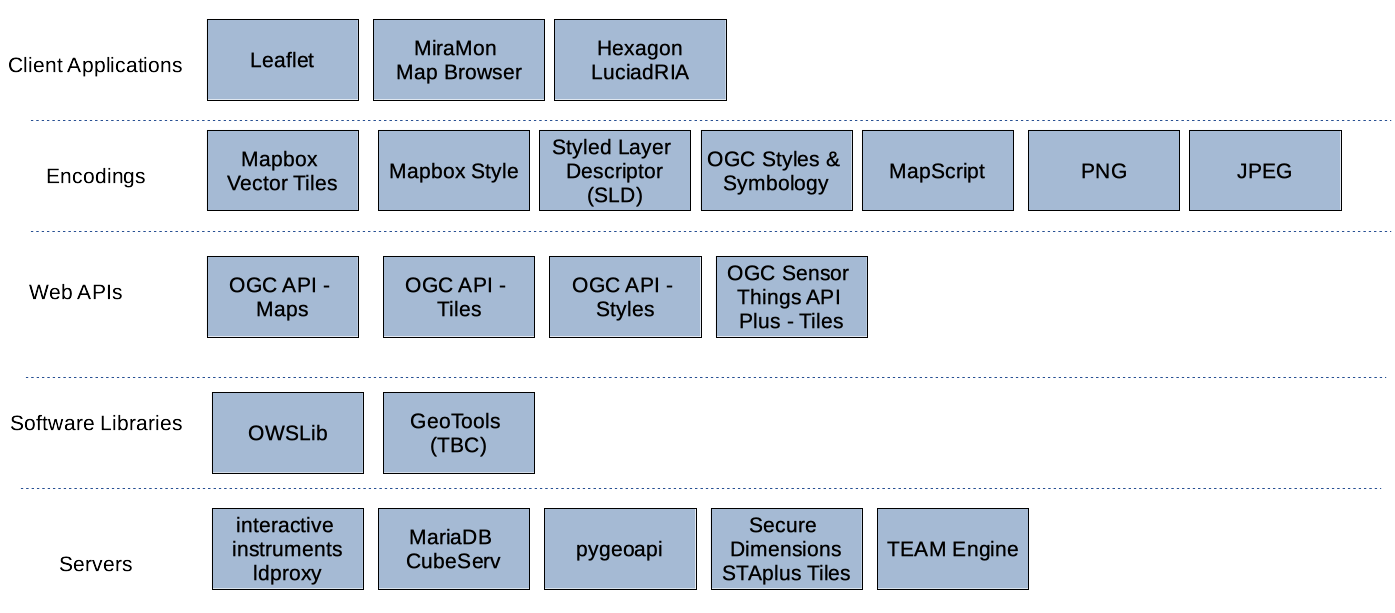 Client Applications
Leaflet
MiraMon
Map Browser
Hexagon
LuciadRIA
Encodings
Mapbox
Vector Tiles
Mapbox Style
Styled Layer
Descriptor
(SLD)
OGC Styles &
Symbology
MapScript
PNG
JPEG
Web APIs
OGC API -
Maps
OGC API -
Tiles
OGC API -
Styles
OGC Sensor
Things API
Plus - Tiles
Software Libraries
OWSLib
GeoTools
(TBC)
Servers
interactive
instruments
ldproxy
MariaDB
CubeServ
pygeoapi
Secure
Dimensions
STAplus Tiles
TEAM Engine